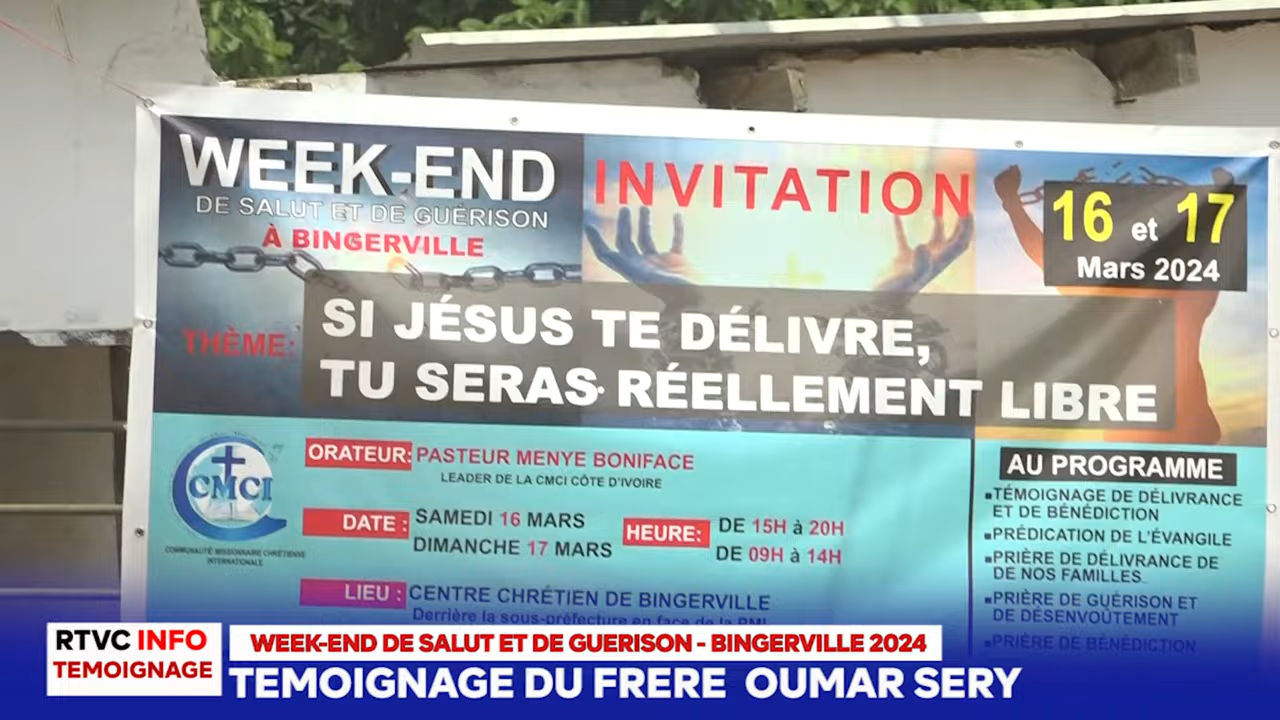 WEEK-END
DE SALUT ET DE GUÉRISON
À BINGERVILLE
INVITATION
16 et 17
Mars 2024
THÈME:
SI JÉSUS TE DÉLIVRE,
TU SERAS RÉELLEMENT LIBRE
CMCI
COMMUNAUTÉ MISSIONNAIRE CHRÉTIENNE
INTERNATIONALE
ORATEUR: PASTEUR MENYE BONIFACE
LEADER DE LA CMCI CÔTE D'IVOIRE
DATE : SAMEDI 16 MARS
DIMANCHE 17 MARS
HEURE: DE 15H à 20H
DE 09H à 14H
LIEU : CENTRE CHRÉTIEN DE BINGERVILLE
Derrière la sous-préfecture en face de la PMI
AU PROGRAMME
▪TÉMOIGNAGE DE DÉLIVRANCE
ET DE BÉNÉDICTION
▪PRÉDICATION DE L'ÉVANGILE
▪PRIÈRE DE DÉLIVRANCE DE
DE NOS FAMILLES
▪PRIÈRE DE GUÉRISON ET
DE DÉSENVOÛTEMENT
▪PRIÈRE DE BÉNÉDICTION
RTVC INFO
TEMOIGNAGE
WEEK-END DE SALUT ET DE GUERISON - BINGERVILLE 2024
TEMOIGNAGE DU FRERE OUMAR SERY